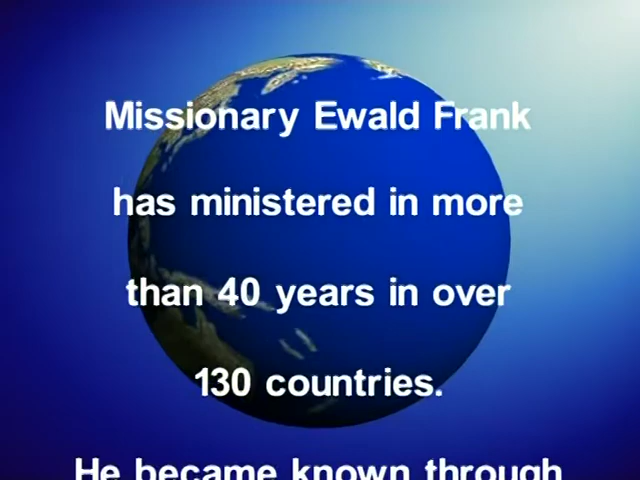 Missionary Ewald Frank
has ministered in more
than 40 years in over
130 countries.
He became known through